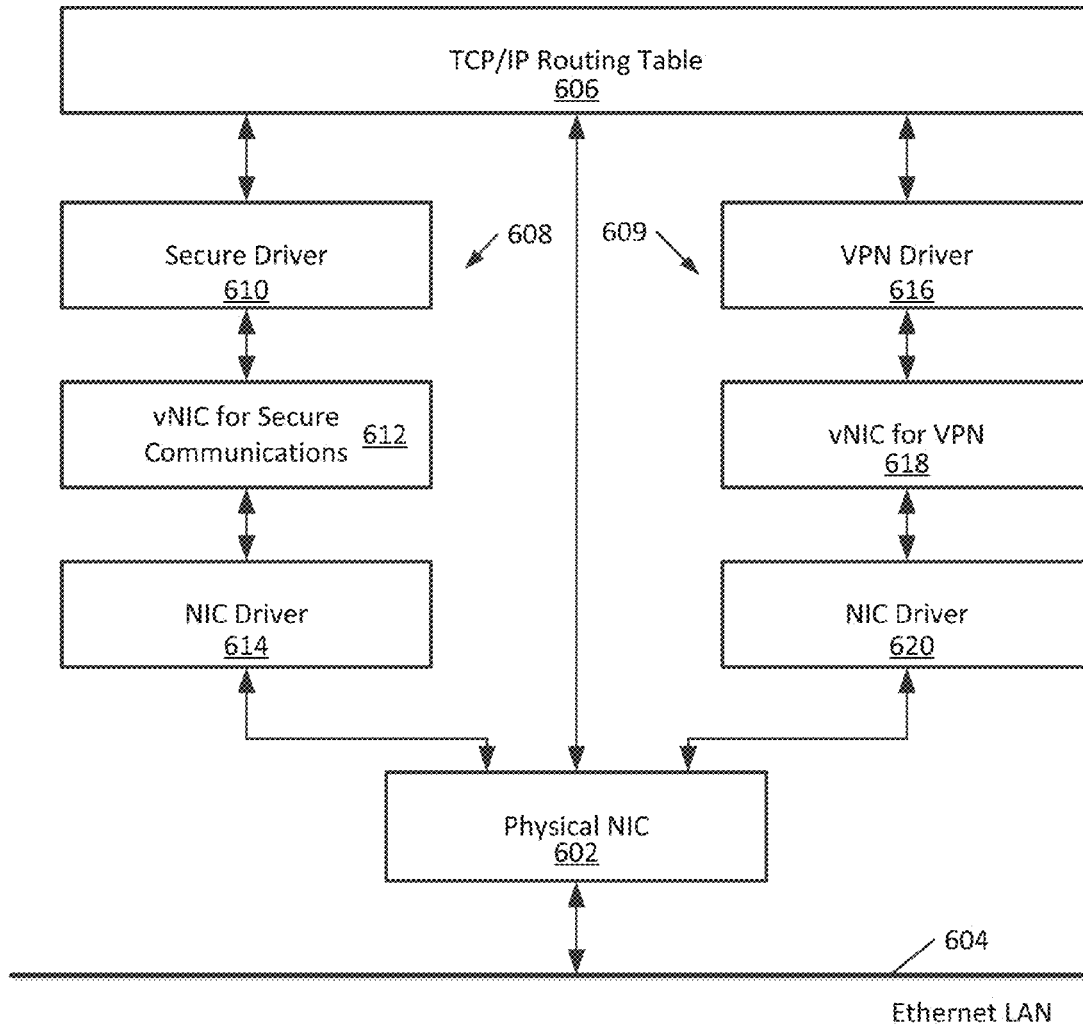 TCP/IP Routing Table
606
608
609
Secure Driver
610
VPN Driver
616
vNIC for Secure
Communications
612
vNIC for VPN
618
NIC Driver
614
NIC Driver
620
Physical NIC
602
604
Ethernet LAN